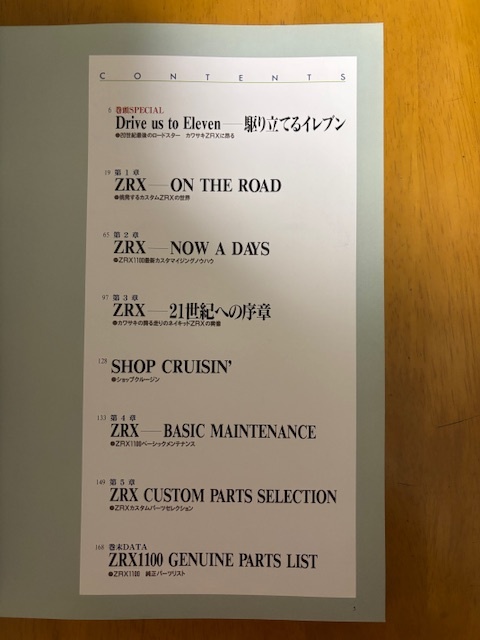 CONTENTS
6 巻頭SPECIAL
Drive us to Eleven──駆り立てるイレブン
●20世紀最後のロードスター カワサキZRXに昂る
19 第1章
ZRX──ON THE ROAD
カスタムZRXの世界
65 第2章
ZRX──NOW A DAYS
●ZRX1100最新カスタマイジングノウハウ
97 第3章
ZRX──21世紀への序章
●カワサキの誇る走りのネイキッドZRXの
128
SHOP CRUISIN'
●ショップクルージン
133 第4章
ZRX──BASIC MAINTENANCE
●ZRX1100ベーシックメンテナンス
149 第5章
ZRX CUSTOM PARTS SELECTION
●ZRXカスタムパーツセレクション
168 巻末DATA
ZRX1100 GENUINE PARTS LIST
●ZRX1100 純正パーツリスト
5